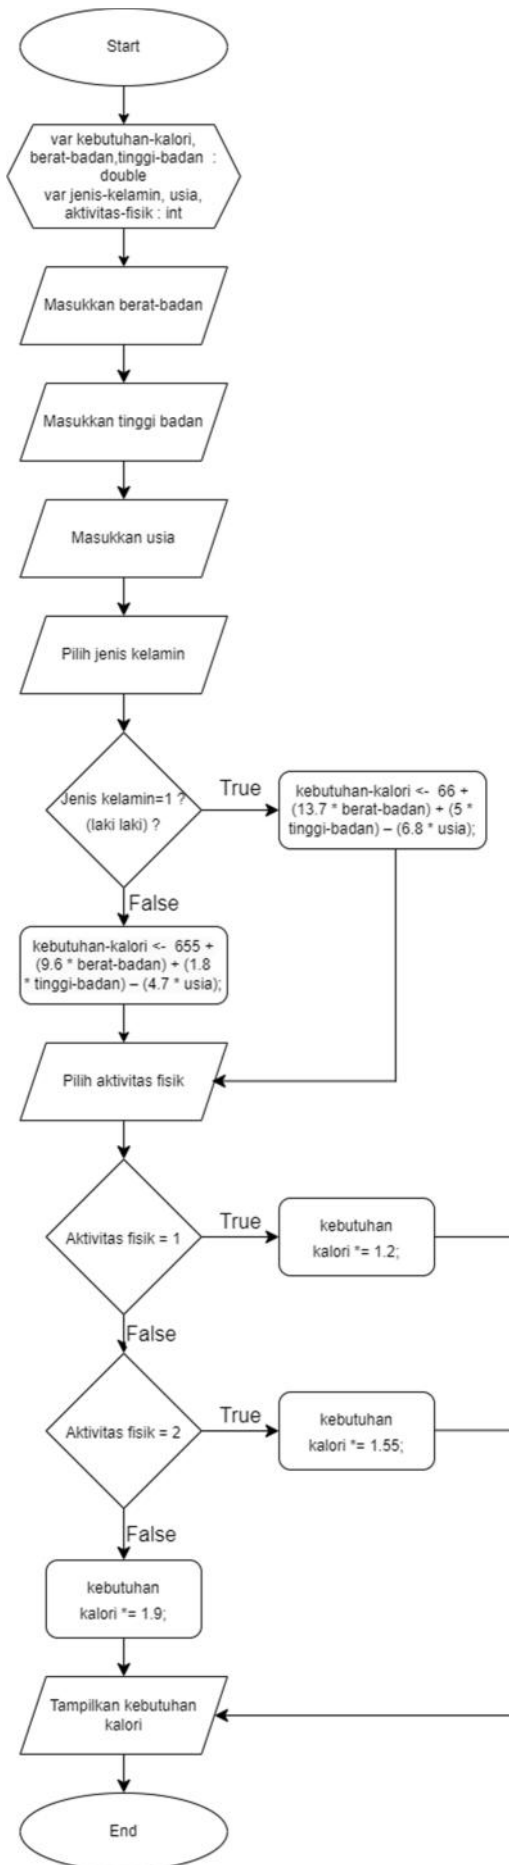 Start
var kebutuhan-kalori,
berat-badan,tinggi-badan :
double
var jenis-kelamin, usia,
aktivitas-fisik : int
Masukkan berat-badan
Masukkan tinggi badan
Masukkan usia
Pilih jenis kelamin
Jenis kelamin=1 ?
(laki laki) ?
True
kebutuhan-kalori <- 66 +
(13.7 * berat-badan) + (5 *
tinggi-badan) – (6.8 * usia);
False
kebutuhan-kalori <- 655 +
(9.6 * berat-badan) + (1.8
* tinggi-badan) – (4.7 * usia);
Pilih aktivitas fisik
Aktivitas fisik = 1
True
kebutuhan
kalori *= 1.2;
False
Aktivitas fisik = 2
True
kebutuhan
kalori *= 1.55;
False
kebutuhan
kalori *= 1.9;
Tampilkan kebutuhan
kalori
End